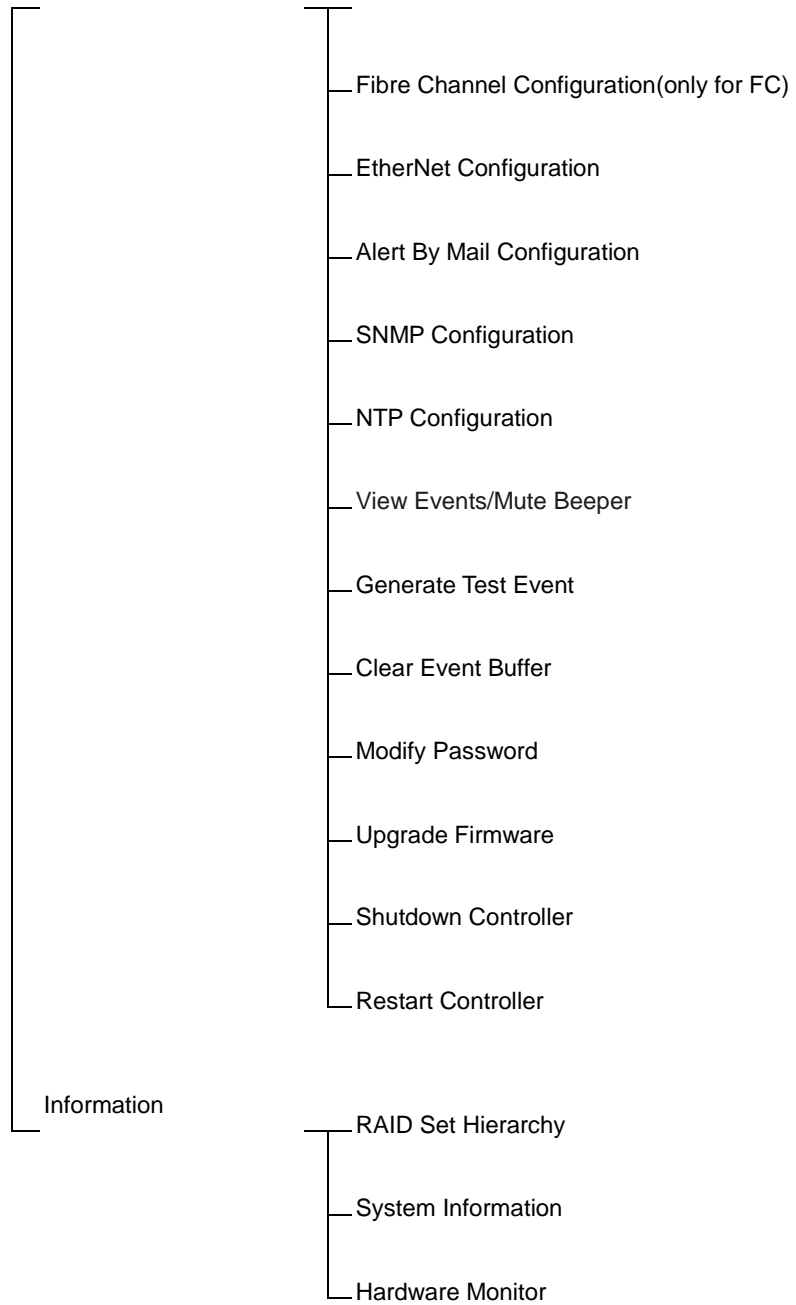 Fibre Channel Configuration(only for FC)
EtherNet Configuration
Alert By Mail Configuration
SNMP Configuration
NTP Configuration
View Events/Mute Beeper
Generate Test Event
Clear Event Buffer
Modify Password
Upgrade Firmware
Shutdown Controller
Restart Controller
Information
RAID Set Hierarchy
System Information
Hardware Monitor